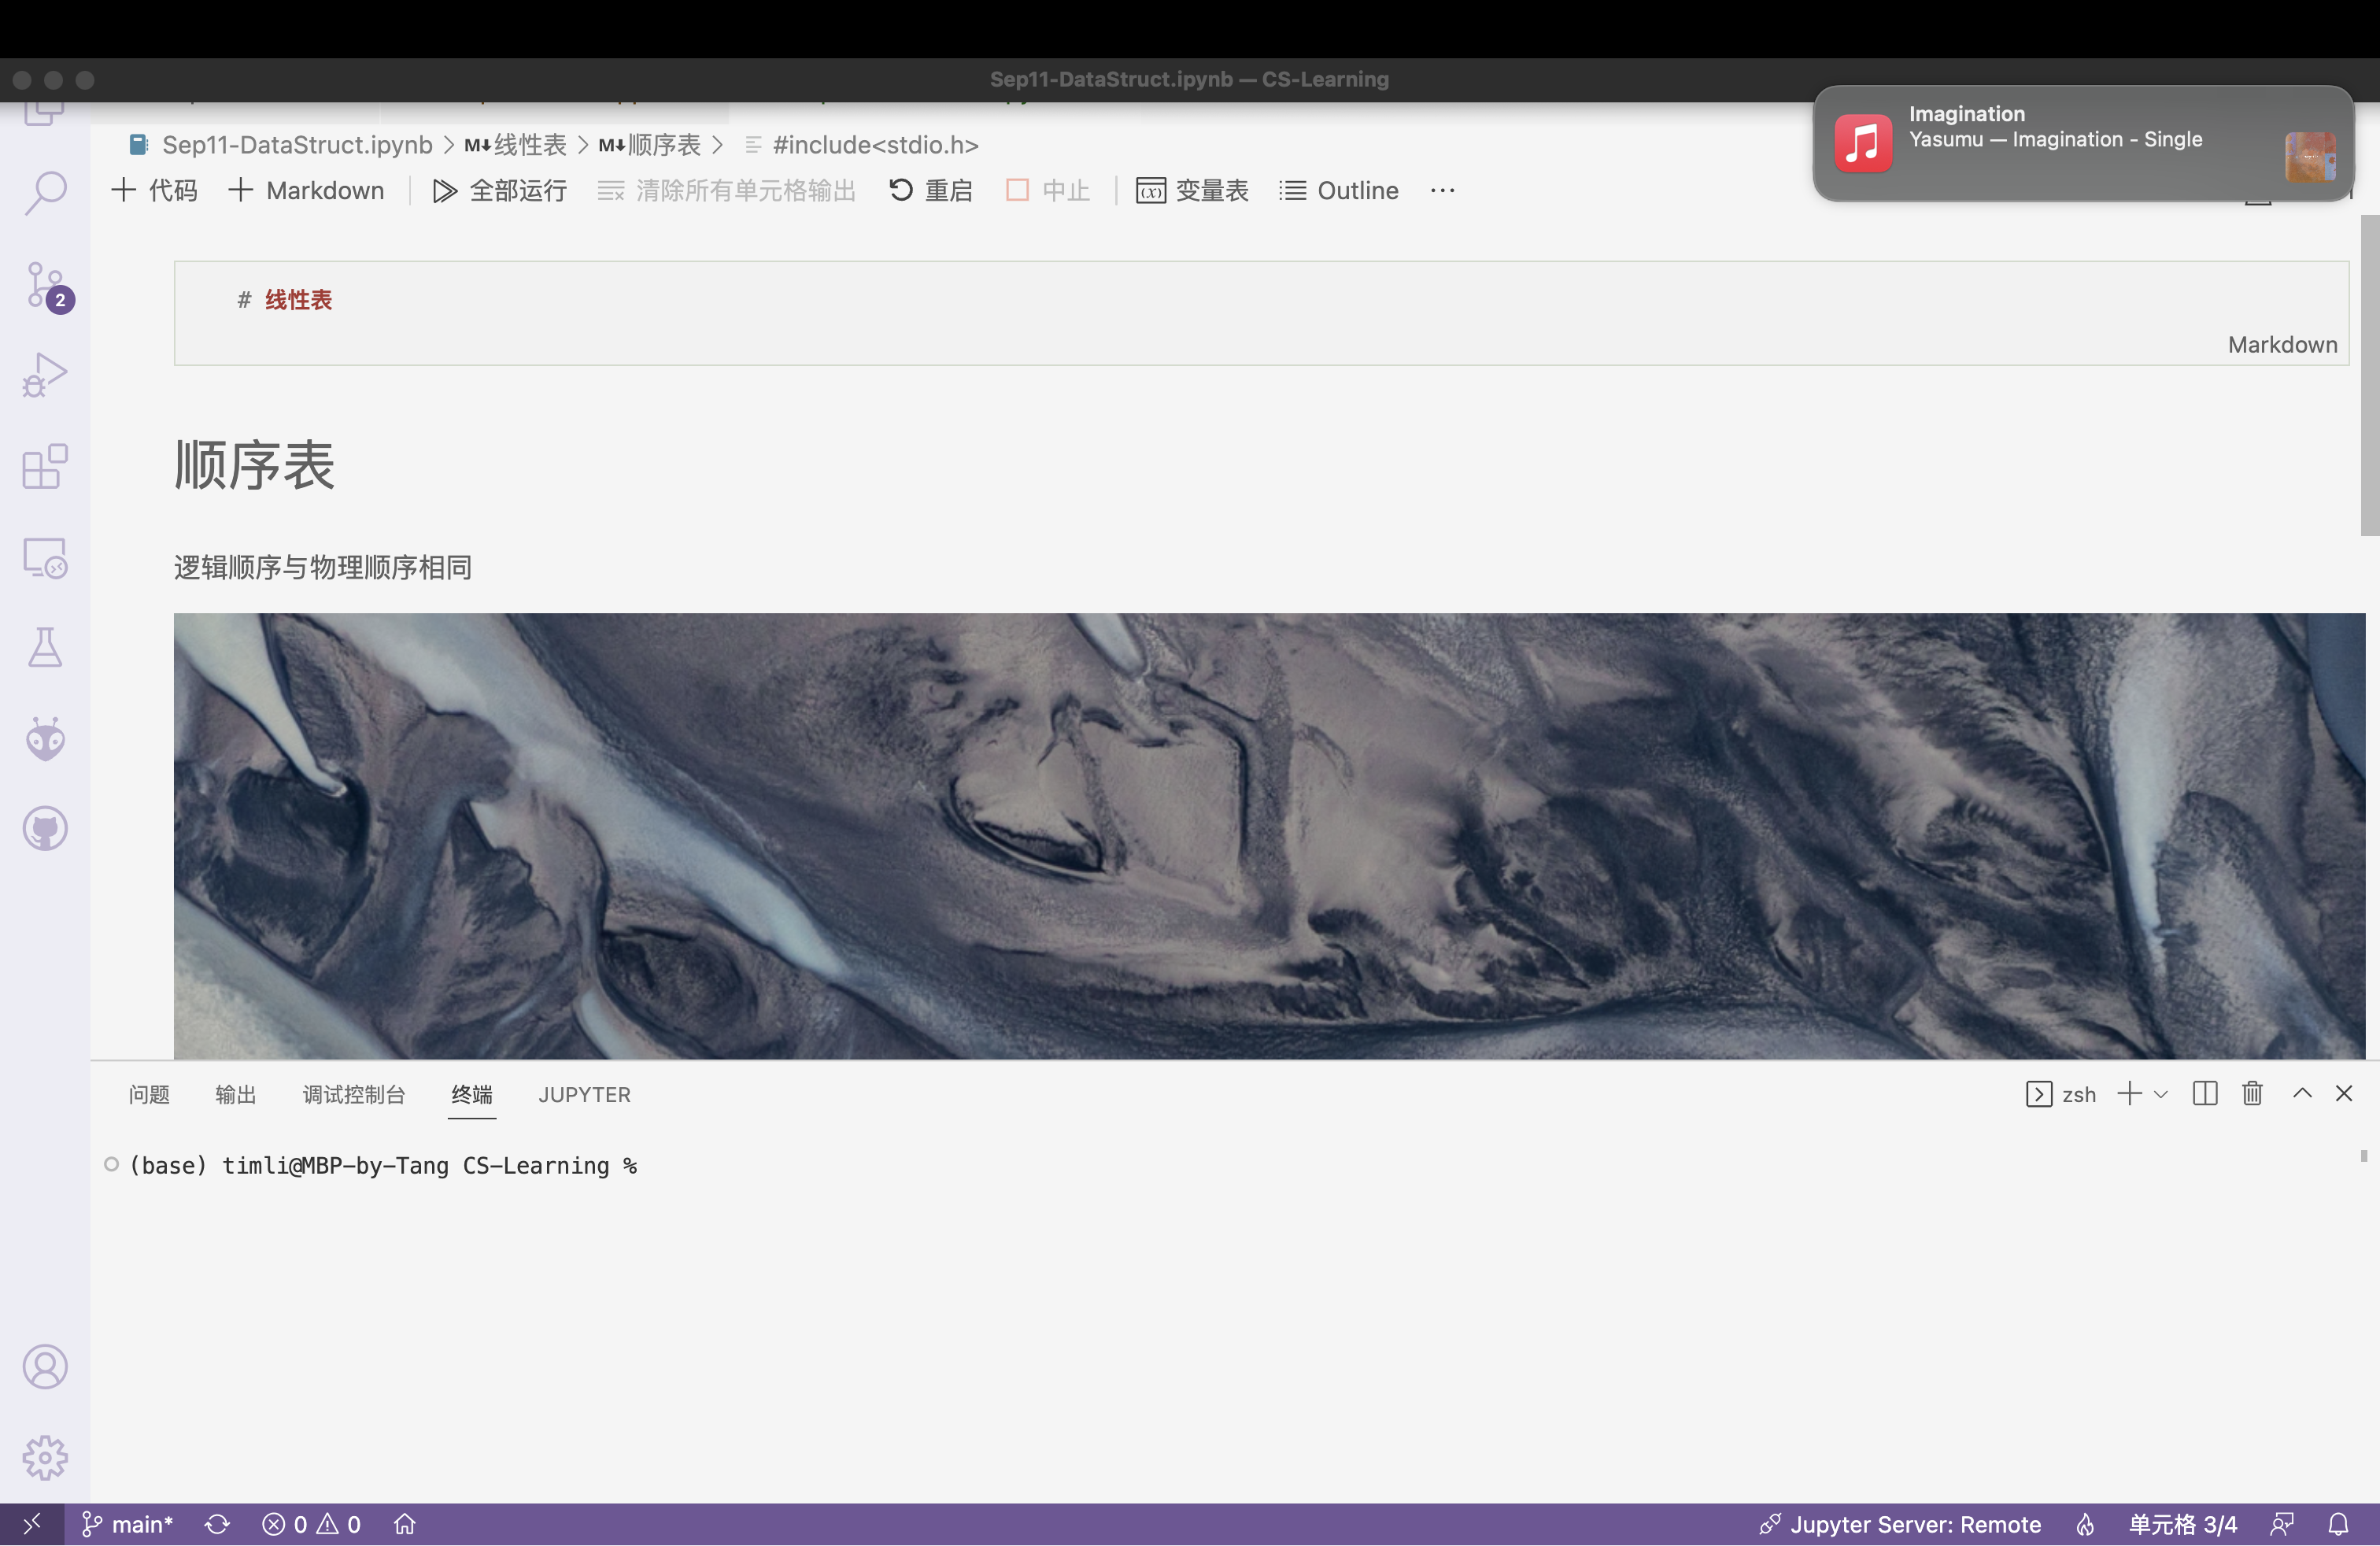 Sep11-DataStruct.ipynb — CS-Learning
Imagination
Yasumu — Imagination - Single
Sep11-DataStruct.ipynb > M↓线性表 > M↓顺序表 > #include<stdio.h>
代码 Markdown 全部运行 清除所有单元格输出 重启 中止 变量表 Outline ···
# 线性表
2
Markdown
顺序表
逻辑顺序与物理顺序相同
问题 输出 调试控制台 终端 JUPYTER zsh
(base) timli@MBP-by-Tang CS-Learning %
main* 0 0 Jupyter Server: Remote 单元格 3/4